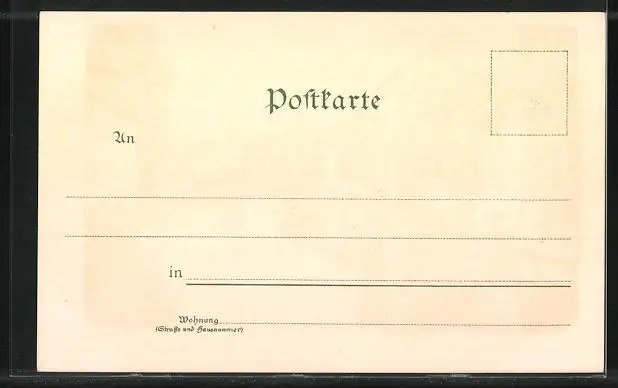 Postkarte
An
in
Wohnung
(Straße und Hausnummer)